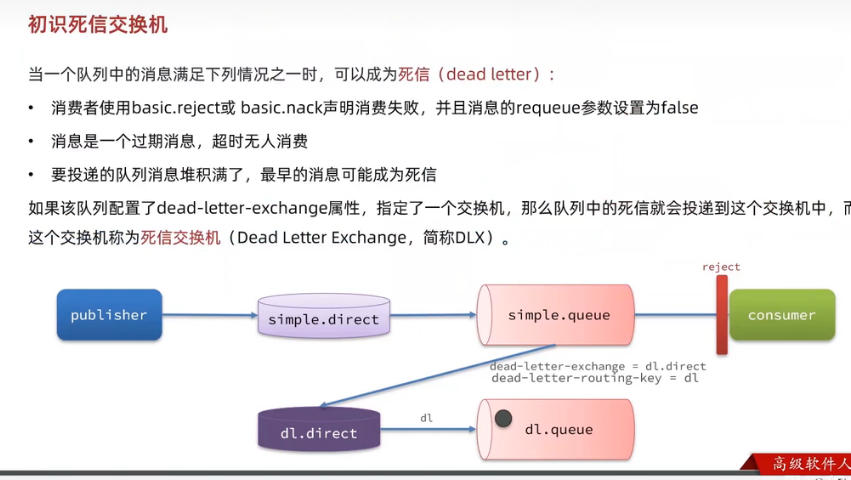 初识死信交换机
当一个队列中的消息满足下列情况之一时，可以成为死信（dead letter）：
• 消费者使用basic.reject或 basic.nack声明消费失败，并且消息的requeue参数设置为false
• 消息是一个过期消息，超时无人消费
• 要投递的队列消息堆积满了，最早的消息可能成为死信
如果该队列配置了dead-letter-exchange属性，指定了一个交换机，那么队列中的死信就会投递到这个交换机中，而
这个交换机称为死信交换机（Dead Letter Exchange，简称DLX）。
reject
publisher
simple.direct
simple.queue
consumer
dead-letter-exchange = dl.direct
dead-letter-routing-key = dl
dl.direct
dl
dl.queue
高级软件人